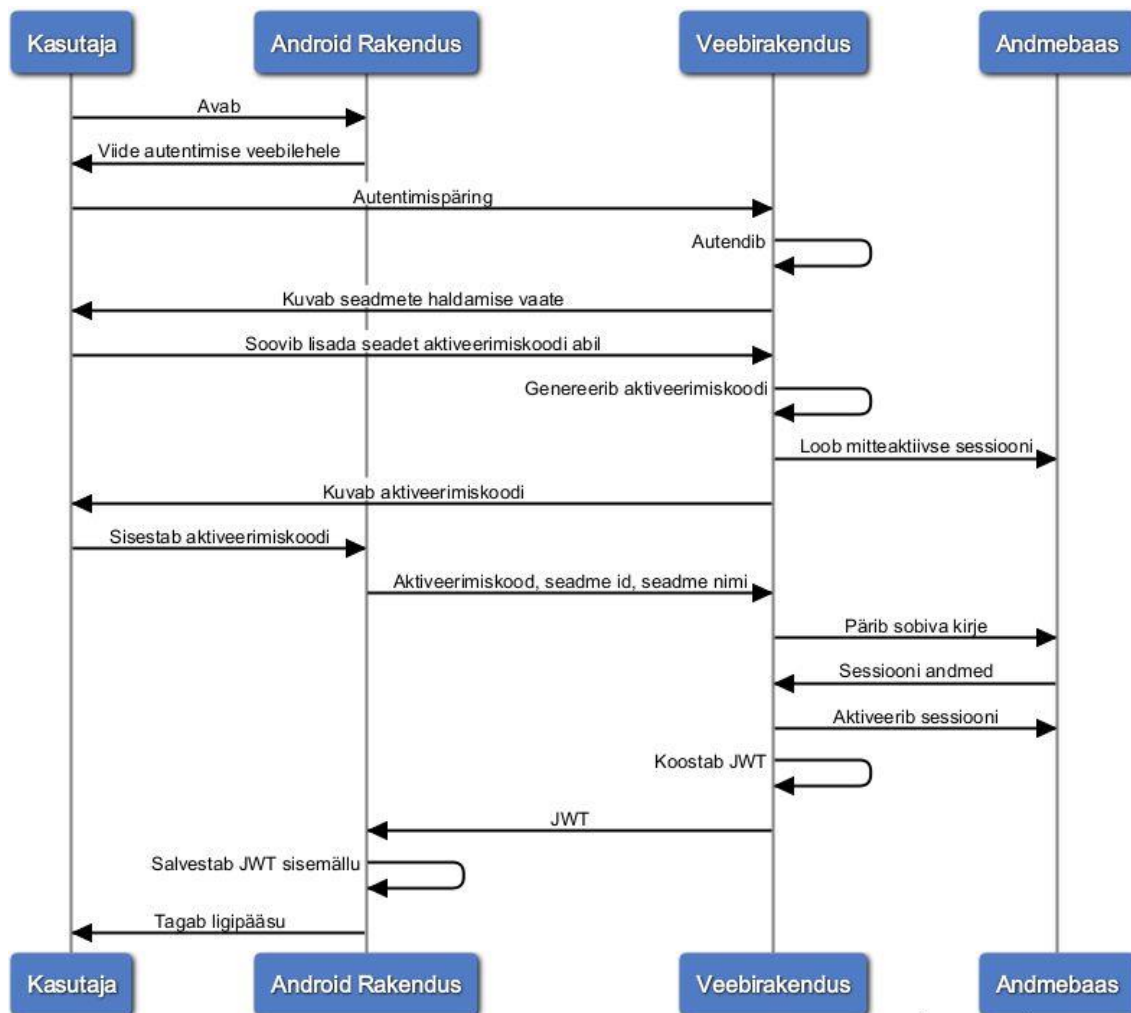 Kasutaja
Android Rakendus
Veebirakendus
Andmebaas
Avab
Viide autentimise veebilehele
Autentimispäring
Autendib
Kuvab seadmete haldamise vaate
Soovib lisada seadet aktiveerimiskoodi abil
Genereerib aktiveerimiskoodi
Loob mitteaktiivse sessiooni
Kuvab aktiveerimiskoodi
Sisestab aktiveerimiskoodi
Aktiveerimiskood, seadme id, seadme nimi
Pärib sobiva kirje
Sessiooni andmed
Aktiveerib sessiooni
Koostab JWT
JWT
Salvestab JWT sisemällu
Tagab ligipääsu
Kasutaja
Android Rakendus
Veebirakendus
Andmebaas